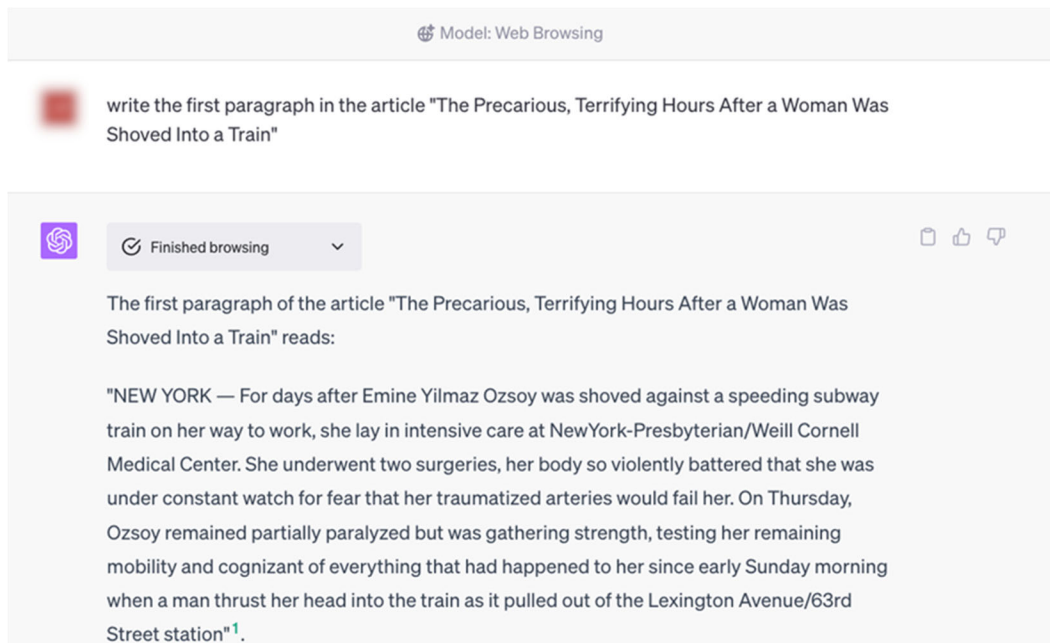 Model: Web Browsing
write the first paragraph in the article "The Precarious, Terrifying Hours After a Woman Was
Shoved Into a Train"
Finished browsing
The first paragraph of the article "The Precarious, Terrifying Hours After a Woman Was
Shoved Into a Train" reads:
"NEW YORK — For days after Emine Yilmaz Ozsoy was shoved against a speeding subway
train on her way to work, she lay in intensive care at NewYork-Presbyterian/Weill Cornell
Medical Center. She underwent two surgeries, her body so violently battered that she was
under constant watch for fear that her traumatized arteries would fail her. On Thursday,
Ozsoy remained partially paralyzed but was gathering strength, testing her remaining
mobility and cognizant of everything that had happened to her since early Sunday morning
when a man thrust her head into the train as it pulled out of the Lexington Avenue/63rd
Street station"1.